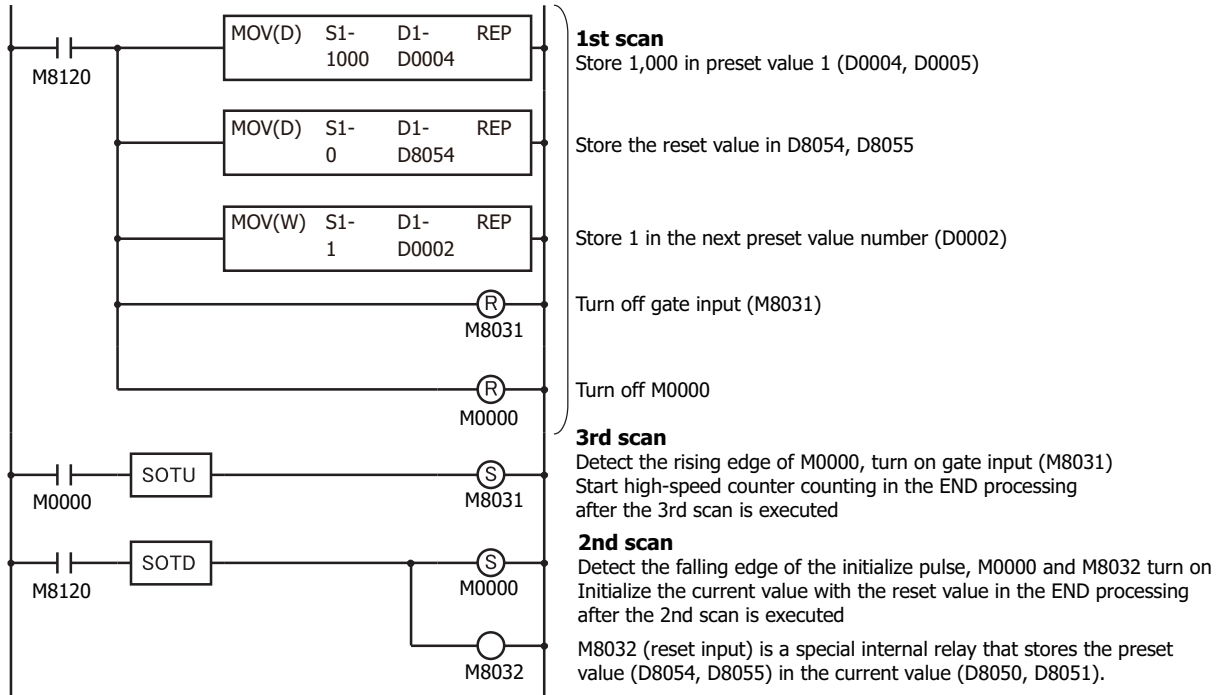 MOV(D) S1- D1- REP
1000 D0004
M8120
1st scan
Store 1,000 in preset value 1 (D0004, D0005)
MOV(D) S1- D1- REP
0 D8054
Store the reset value in D8054, D8055
MOV(W) S1- D1- REP
1 D0002
Store 1 in the next preset value number (D0002)
R
M8031
Turn off gate input (M8031)
R
M0000
Turn off M0000
M0000
SOTU
S
M8031
3rd scan
Detect the rising edge of M0000, turn on gate input (M8031)
Start high-speed counter counting in the END processing
after the 3rd scan is executed
M8120
SOTD
S
M0000
M8032
2nd scan
Detect the falling edge of the initialize pulse, M0000 and M8032 turn on
Initialize the current value with the reset value in the END processing
after the 2nd scan is executed
M8032 (reset input) is a special internal relay that stores the preset
value (D8054, D8055) in the current value (D8050, D8051).